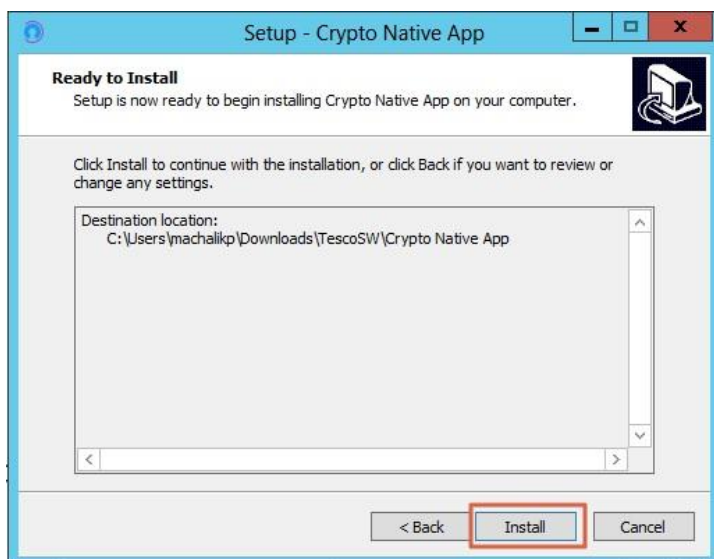 Setup - Crypto Native App
Ready to Install
Setup is now ready to begin installing Crypto Native App on your computer.
Click Install to continue with the installation, or click Back if you want to review or
change any settings.
Destination location:
C:\Users\machalikp\Downloads\TescoSW\Crypto Native App
< Back
Install
Cancel